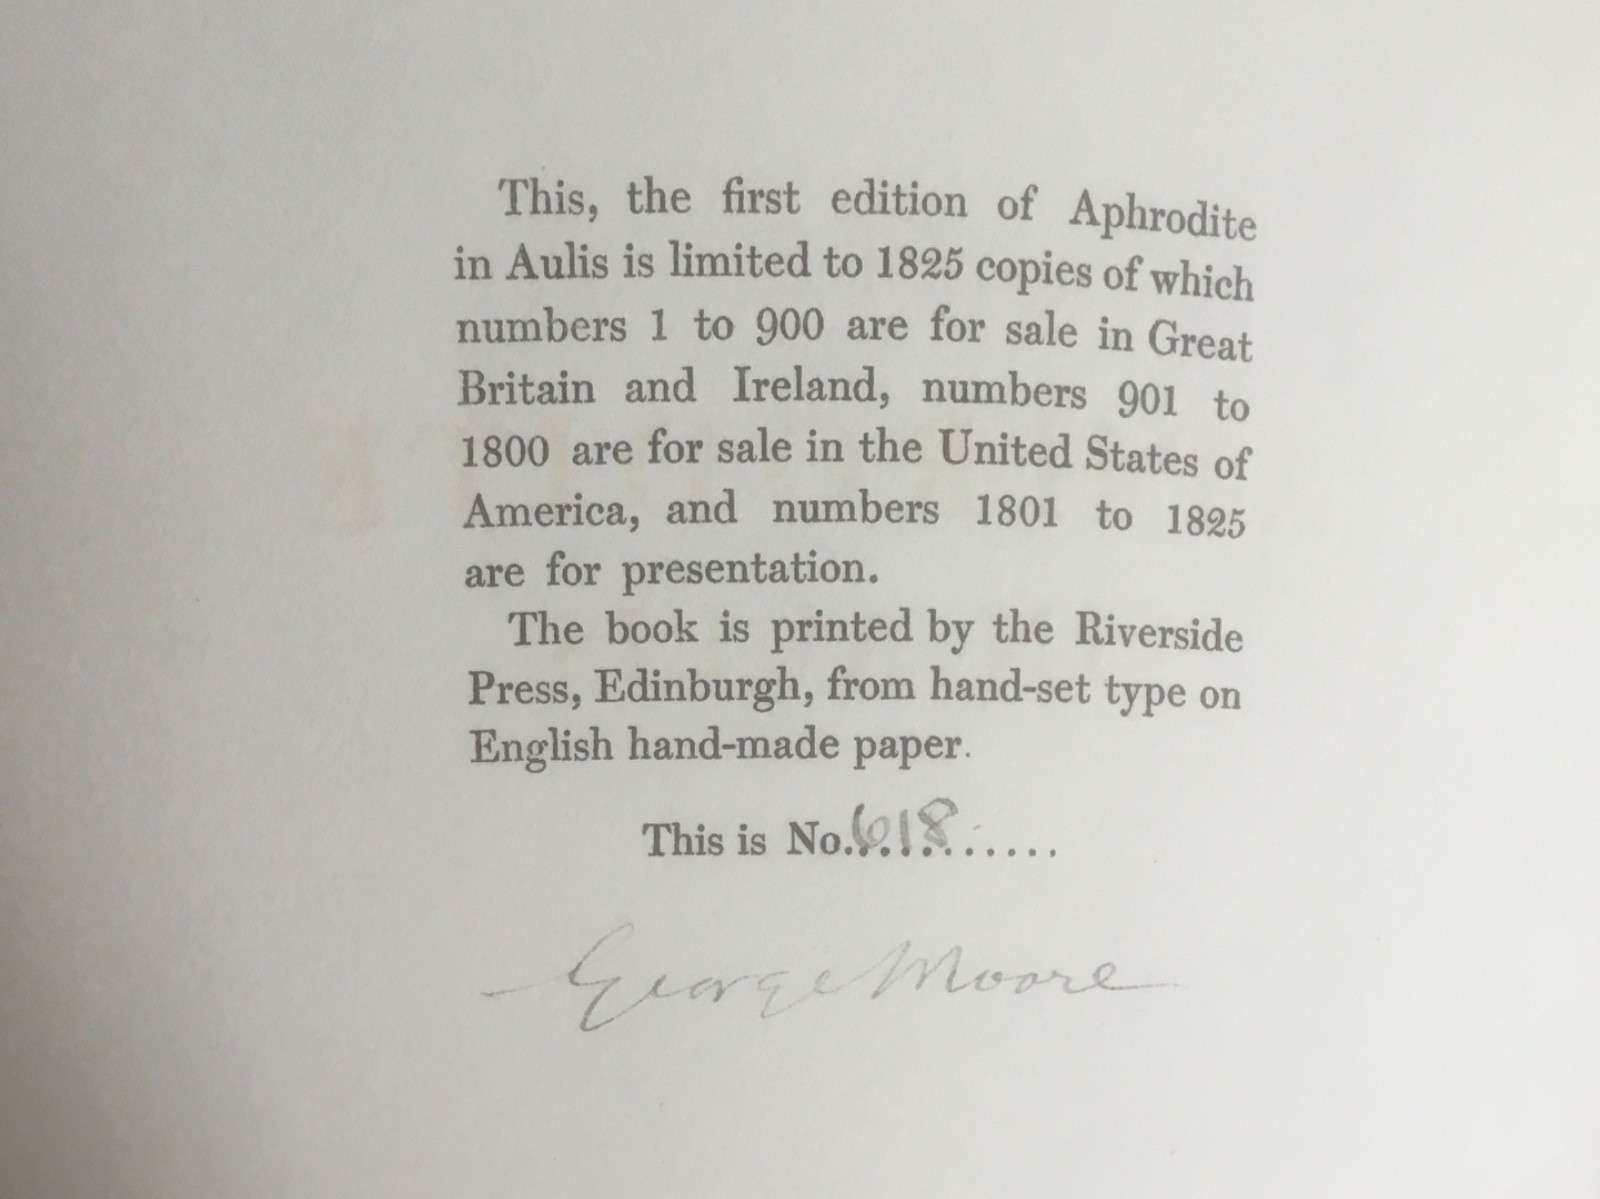 This, the first edition of Aphrodite
in Aulis is limited to 1825 copies of which
numbers 1 to 900 are for sale in Great
Britain and Ireland, numbers 901 to
1800 are for sale in the United States of
America, and numbers 1801 to 1825
are for presentation.
The book is printed by the Riverside
Press, Edinburgh, from hand-set type on
English hand-made paper.
This is No. 618..........
George Moore